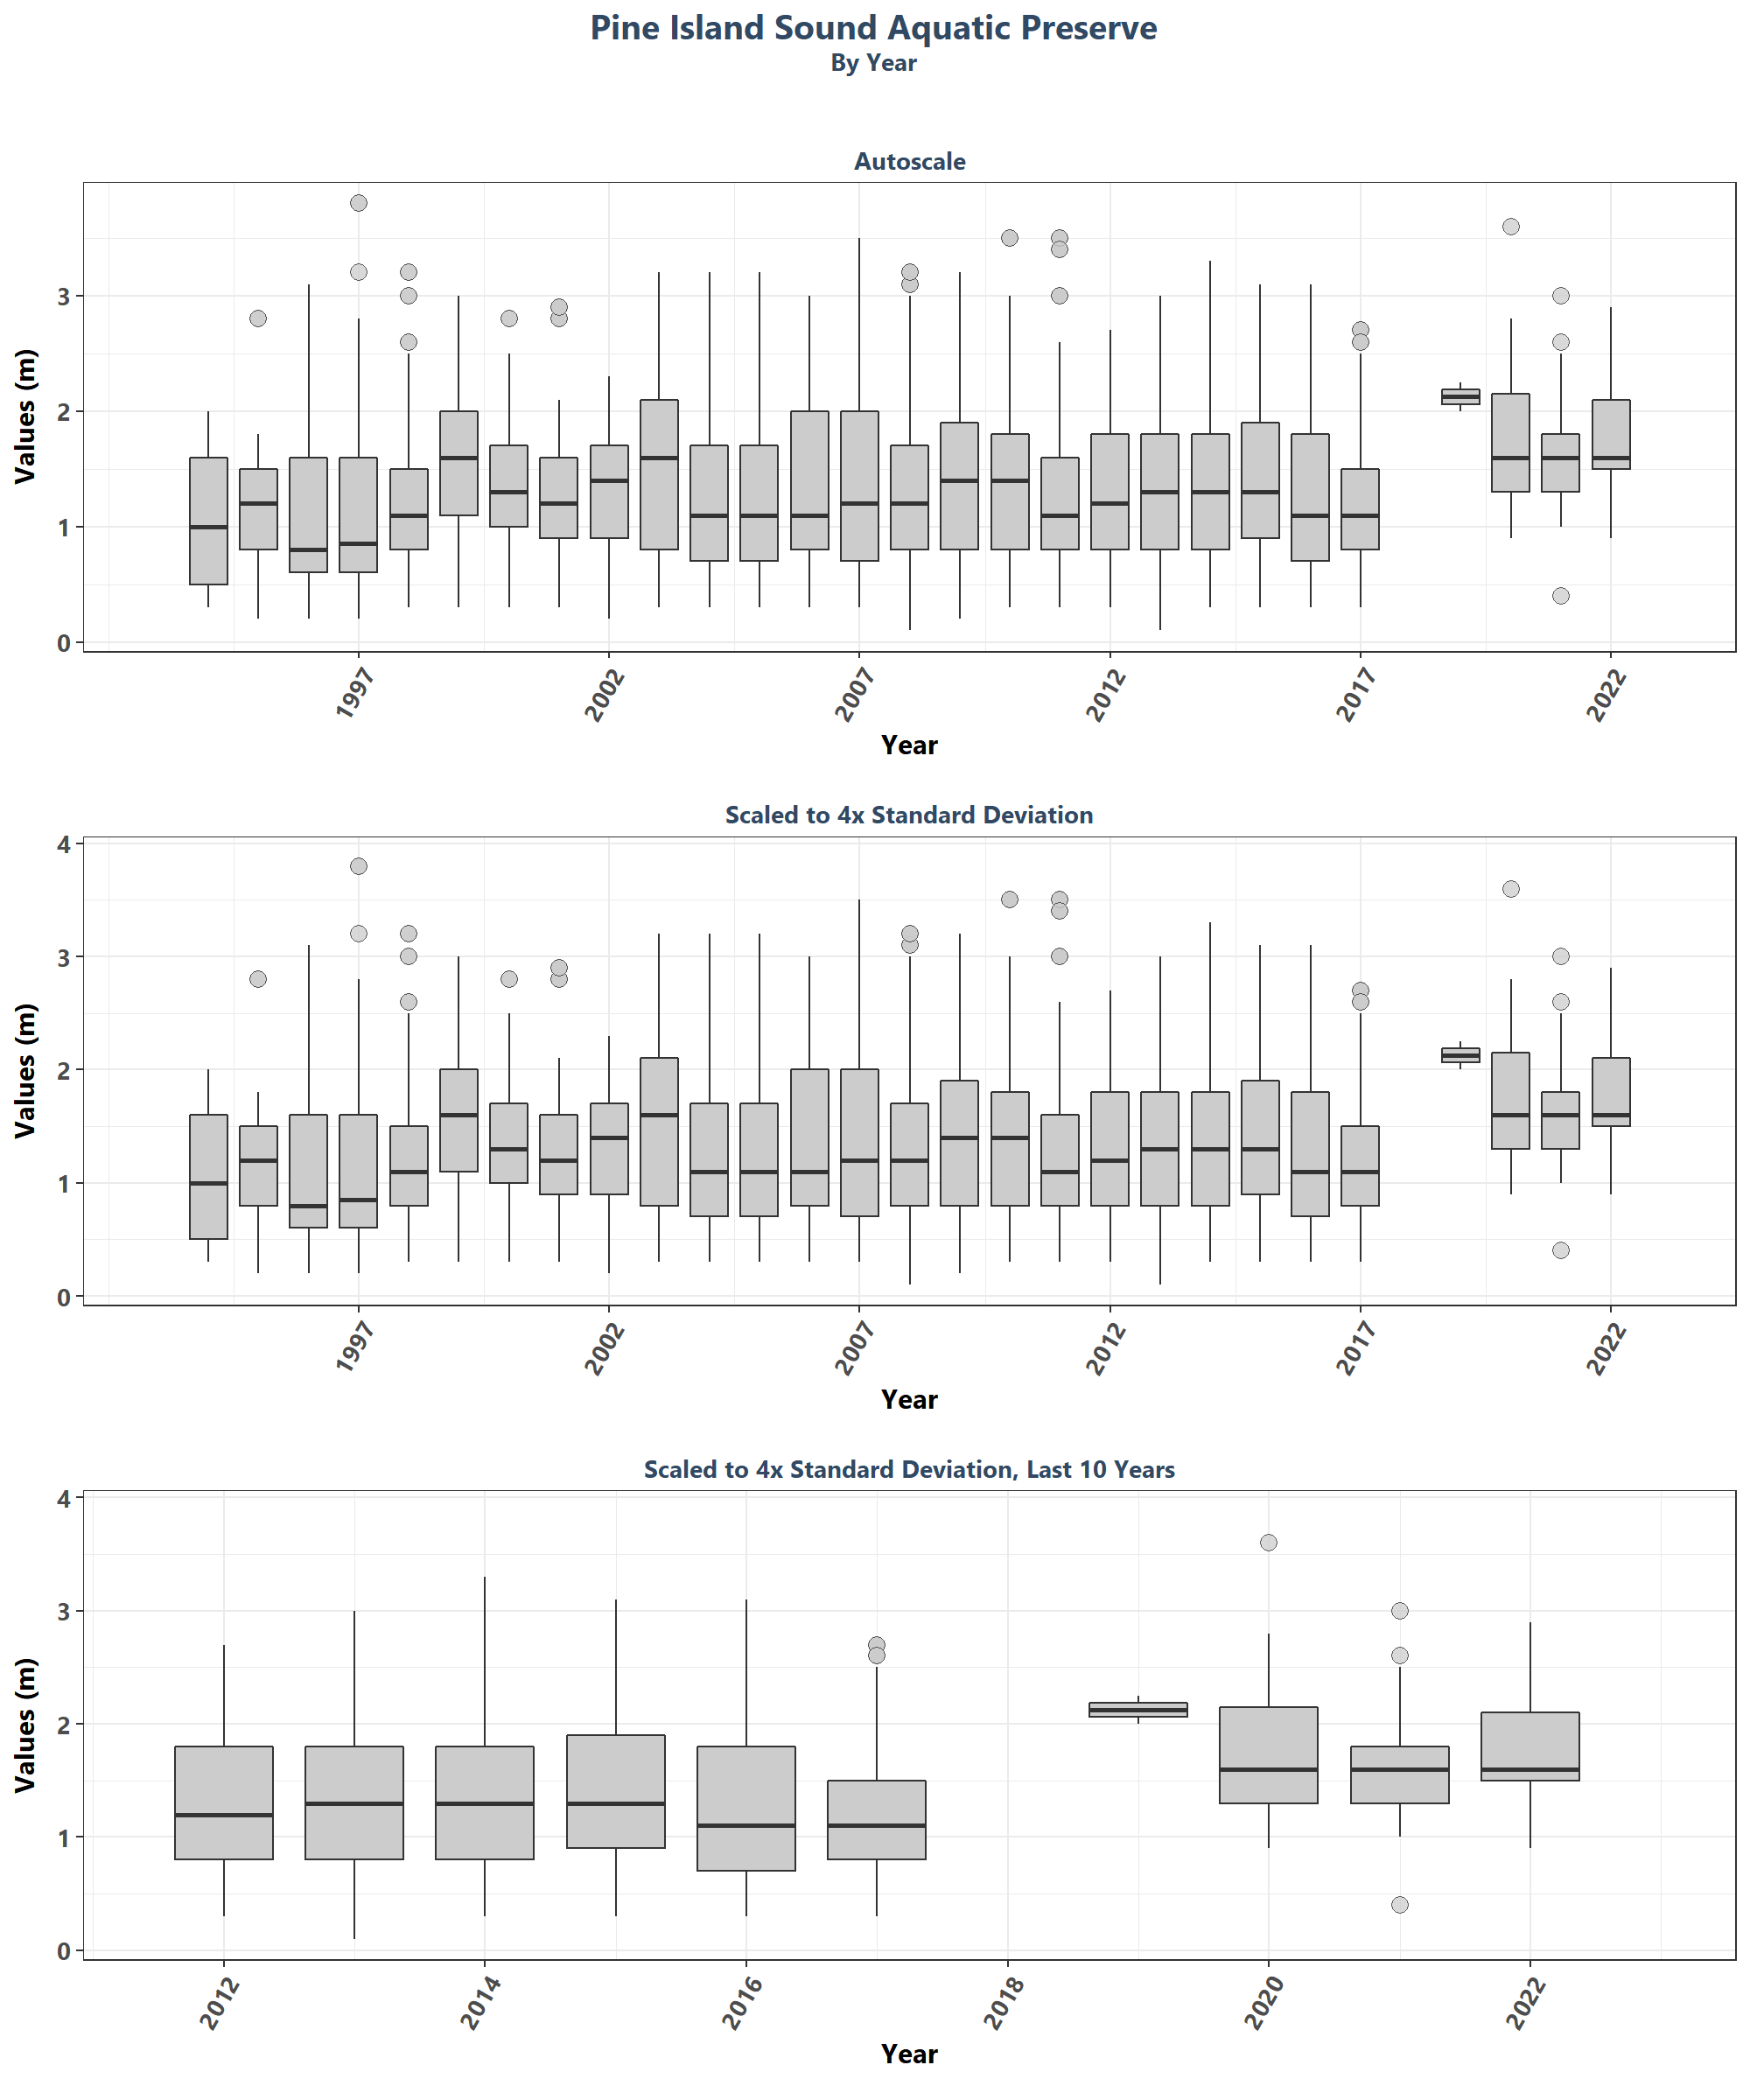 Pine Island Sound Aquatic Preserve
By Year
Autoscale
Values (m)
3
2
1
0
1997 2002 2007 2012 2017 2022
Year
Scaled to 4x Standard Deviation
Values (m)
4
3
2
1
0
1997 2002 2007 2012 2017 2022
Year
Scaled to 4x Standard Deviation, Last 10 Years
Values (m)
4
3
2
1
0
2012 2014 2016 2018 2020 2022
Year